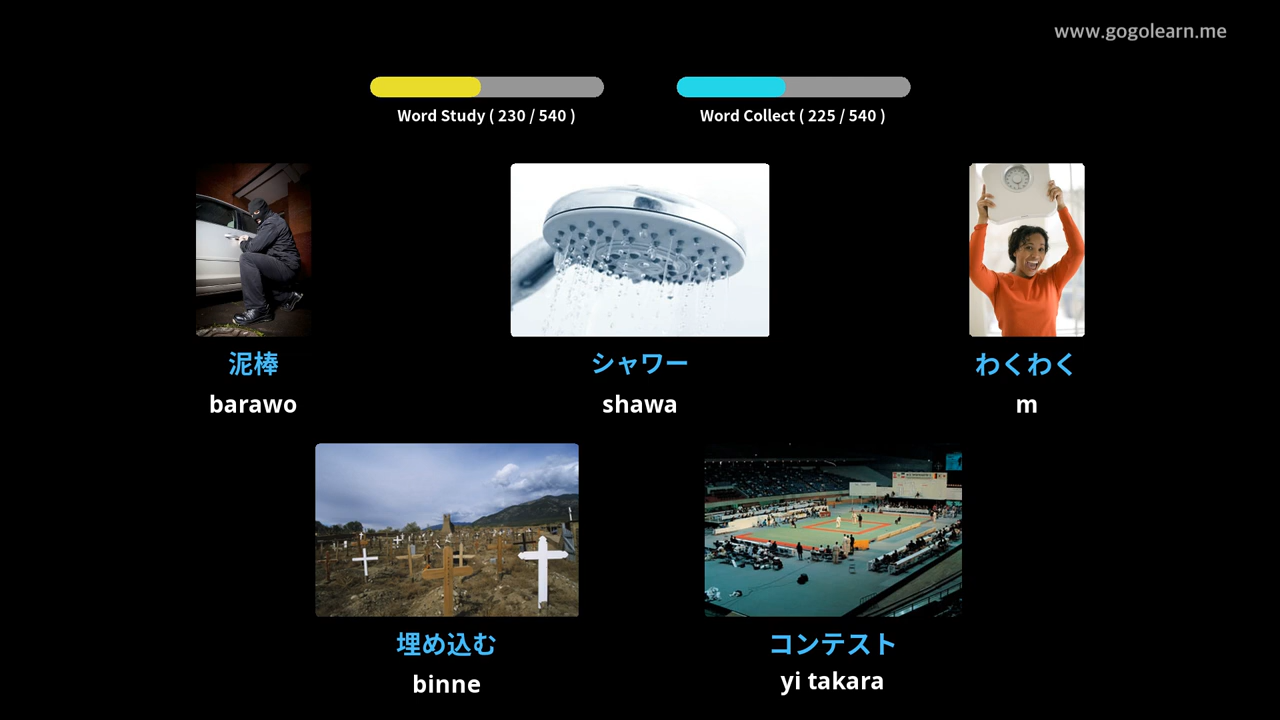 www.gogolearn.me
Word Study ( 230 / 540 )
Word Collect ( 225 / 540 )
泥棒
barawo
シャワー
shawa
わくわく
m
埋め込む
binne
コンテスト
yi takara